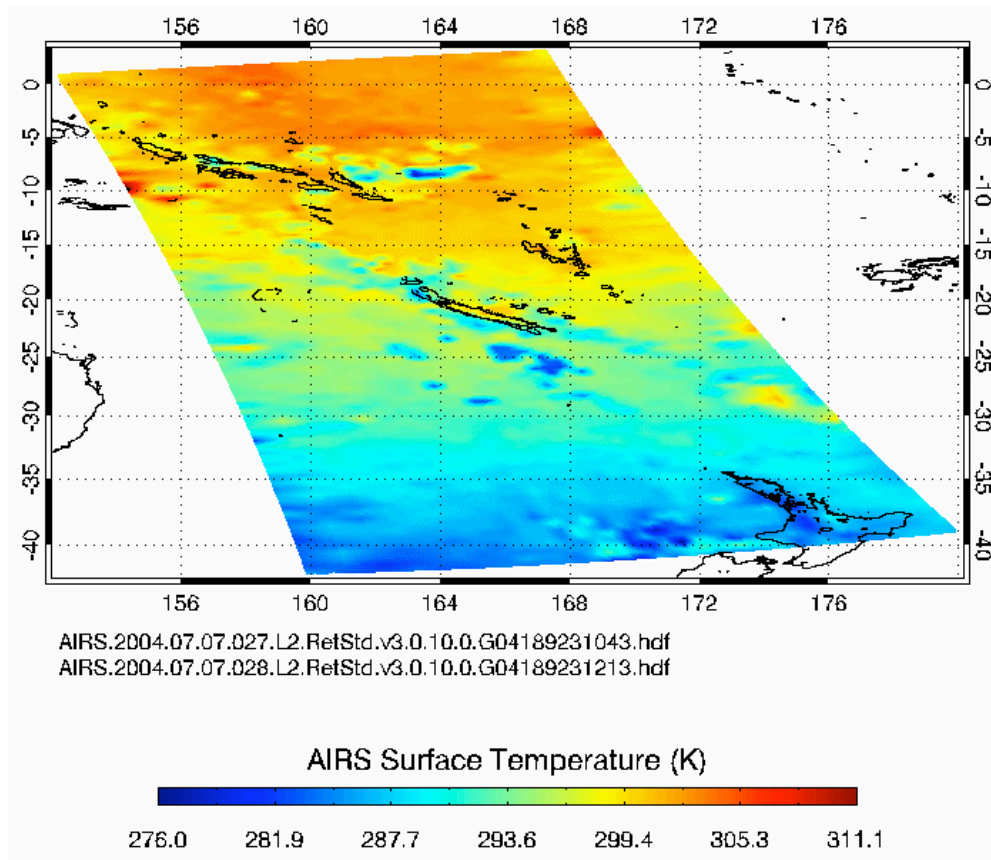 156 160 164 168 172 176
0 0
-5 -5
-10 -10
-15 -15
-20 -20
-25 -25
-30 -30
-35 -35
-40 -40
156 160 164 168 172 176
AIRS.2004.07.07.027.L2.RetStd.v3.0.10.0.G04189231043.hdf
AIRS.2004.07.07.028.L2.RetStd.v3.0.10.0.G04189231213.hdf
AIRS Surface Temperature (K)
276.0 281.9 287.7 293.6 299.4 305.3 311.1